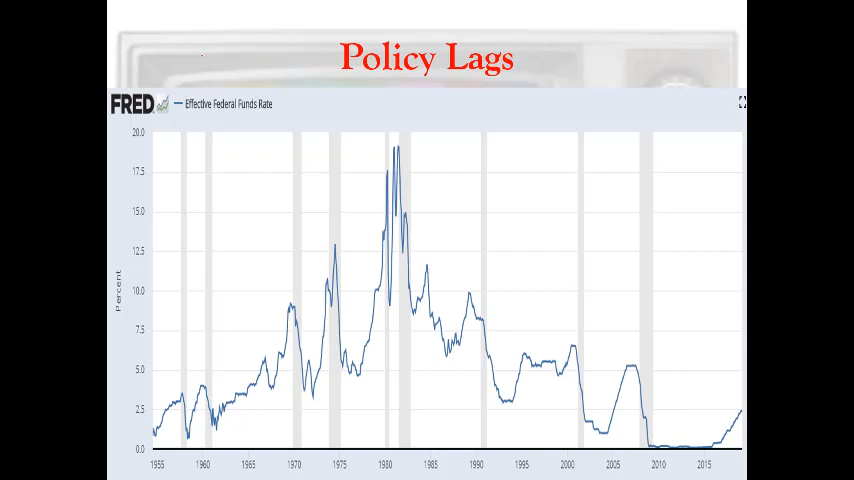 Policy Lags
FRED Effective Federal Funds Rate
20.0
17.5
15.0
12.5
10.0
7.5
5.0
2.5
0.0
Percent
1955 1960 1965 1970 1975 1980 1985 1990 1995 2000 2005 2010 2015